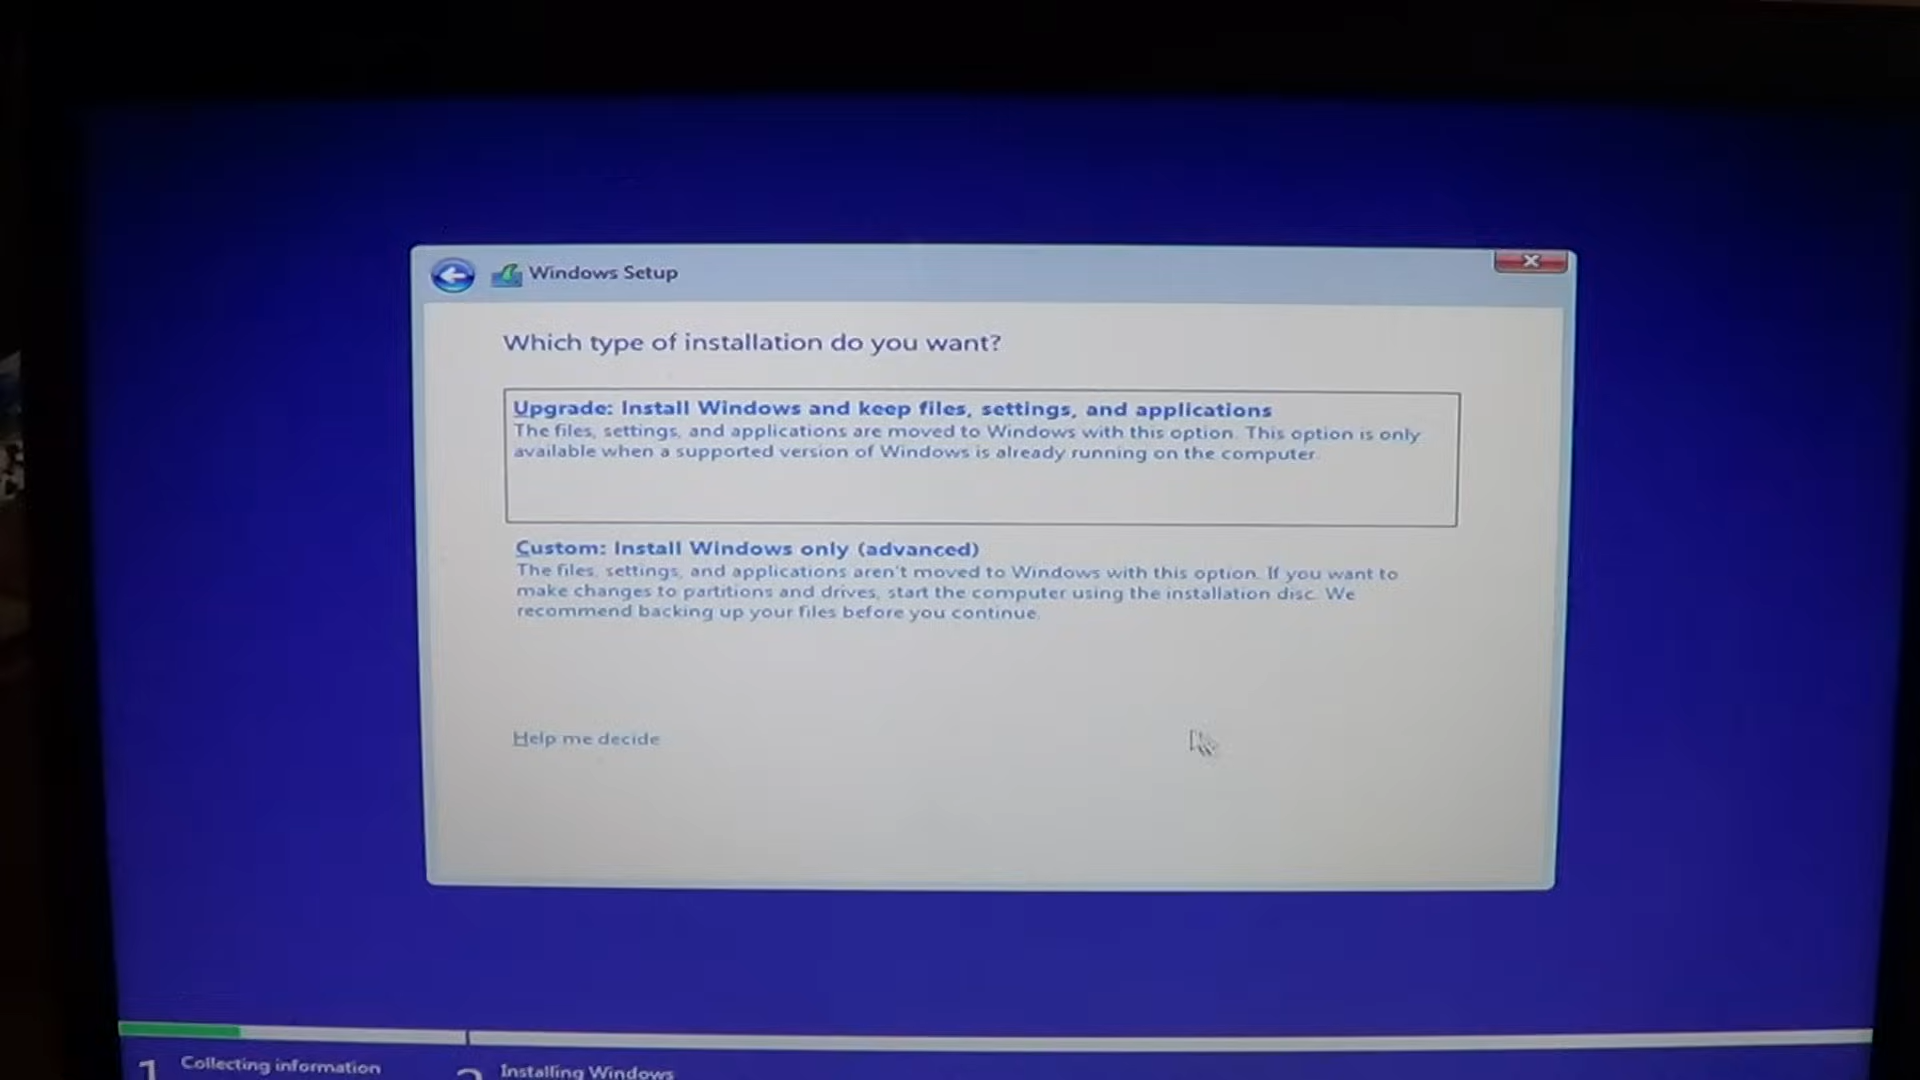 Windows Setup
Which type of installation do you want?
Upgrade: Install Windows and keep files, settings, and applications
The files, settings, and applications are moved to Windows with this option. This option is only
available when a supported version of Windows is already running on the computer.
Custom: Install Windows only (advanced)
The files, settings, and applications aren't moved to Windows with this option. If you want to
make changes to partitions and drives, start the computer using the installation disc. We
recommend backing up your files before you continue.
Help me decide
1 Collecting information
2 Installing Windows